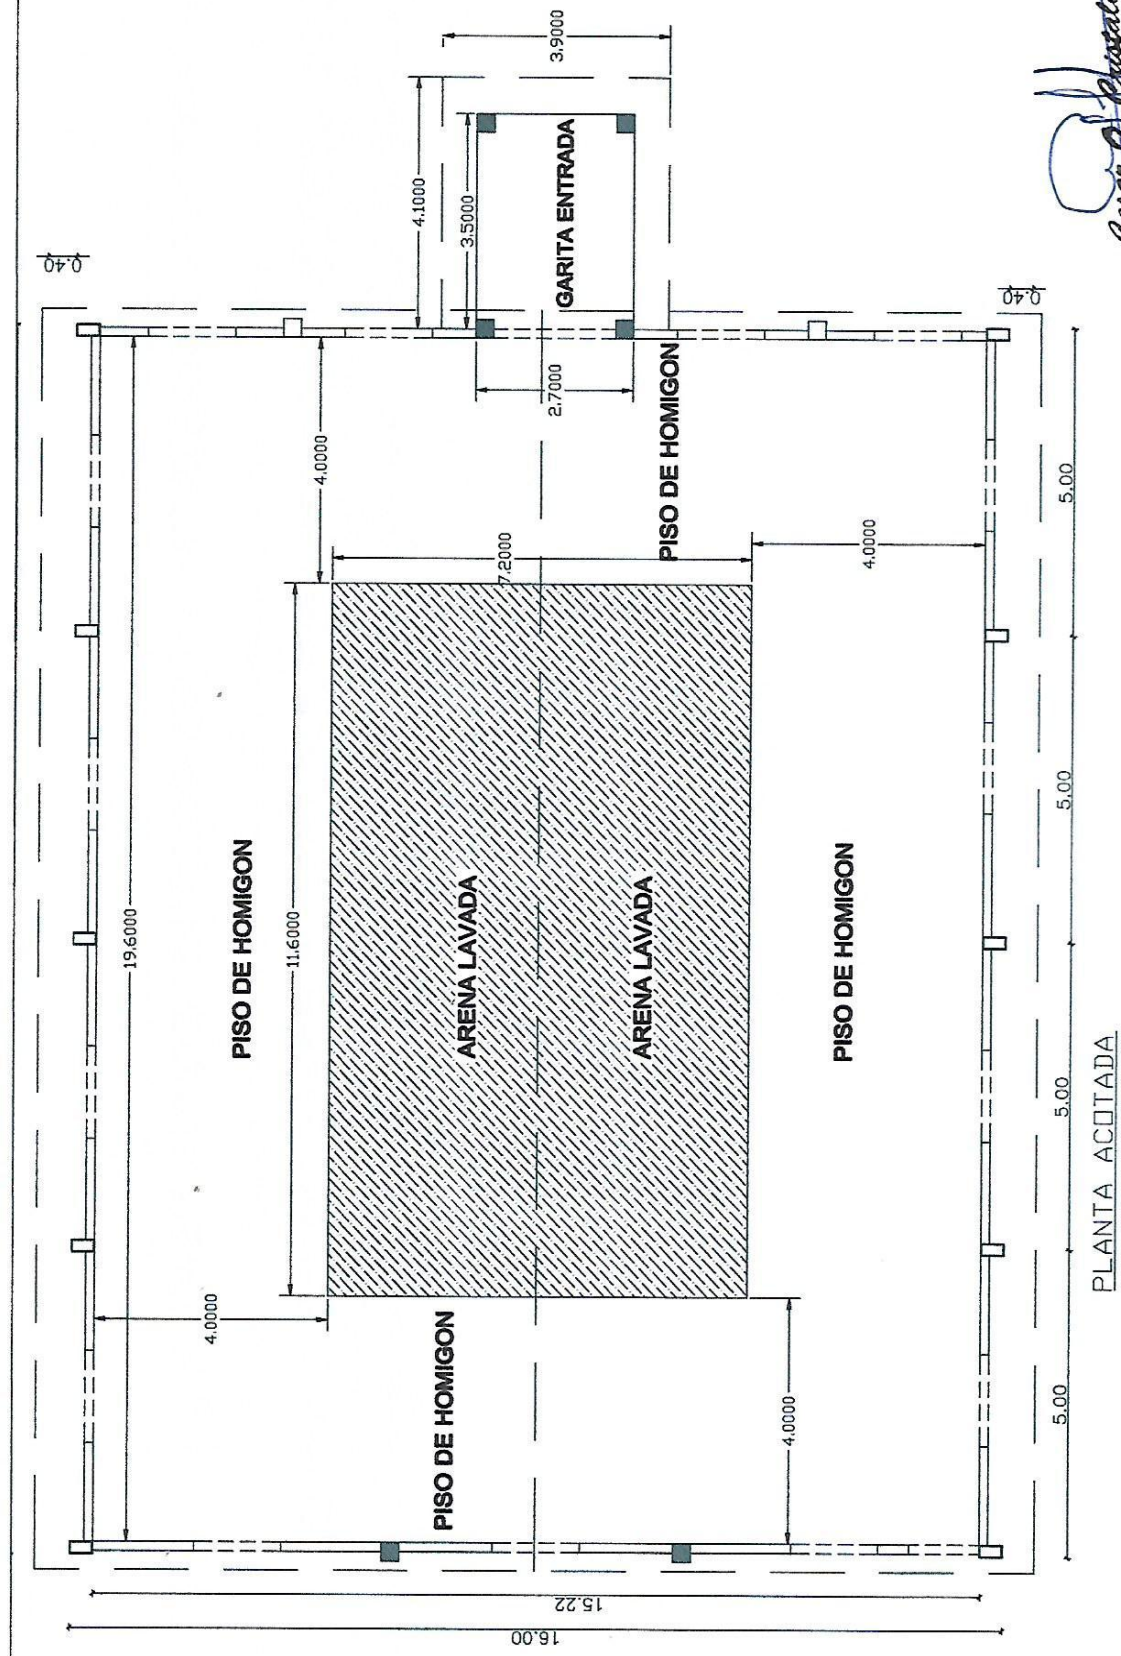 0.40
3.9000
4.1000
3.5000
GARITA ENTRADA
0.40
2.7000
PISO DE HOMIGON
4.0000
7.2000
4.0000
5.00
19.6000
PISO DE HOMIGON
11.6000
ARENA LAVADA
ARENA LAVADA
PISO DE HOMIGON
5.00
5.00
4.0000
PISO DE HOMIGON
4.0000
5.00
15.22
16.00
PLANTA ACOTADA